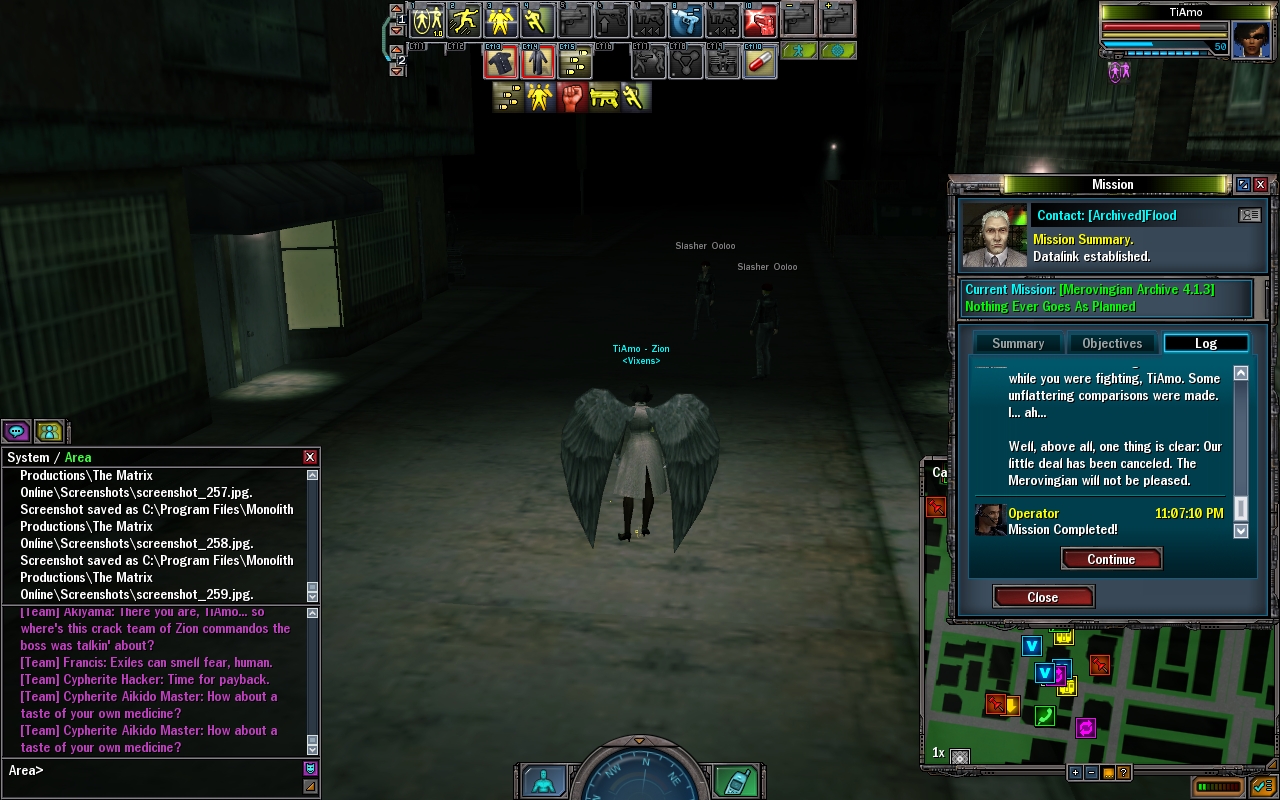 TiAmo
50
1
2
1.0
Slasher Ooloo
Slasher Ooloo
TiAmo - Zion
<Vixens>
Mission
Contact: [Archived]Flood
Mission Summary.
Datalink established.
Current Mission: [Merovingian Archive 4.1.3]
Nothing Ever Goes As Planned
Summary Objectives Log
while you were fighting, TiAmo. Some
unflattering comparisons were made.
I... ah...
Well, above all, one thing is clear: Our
little deal has been canceled. The
Merovingian will not be pleased.
Operator 11:07:10 PM
Mission Completed!
Continue
Close
System / Area
Productions\The Matrix
Online\Screenshots\screenshot_257.jpg.
Screenshot saved as C:\Program Files\Monolith
Productions\The Matrix
Online\Screenshots\screenshot_258.jpg.
Screenshot saved as C:\Program Files\Monolith
Productions\The Matrix
Online\Screenshots\screenshot_259.jpg.
[Team] Akiyama: There you are, TiAmo... so
where's this crack team of Zion commandos the
boss was talkin' about?
[Team] Francis: Exiles can smell fear, human.
[Team] Cypherite Hacker: Time for payback.
[Team] Cypherite Aikido Master: How about a
taste of your own medicine?
[Team] Cypherite Aikido Master: How about a
taste of your own medicine?
Area>
NW N NE
Ca
V
V
1x